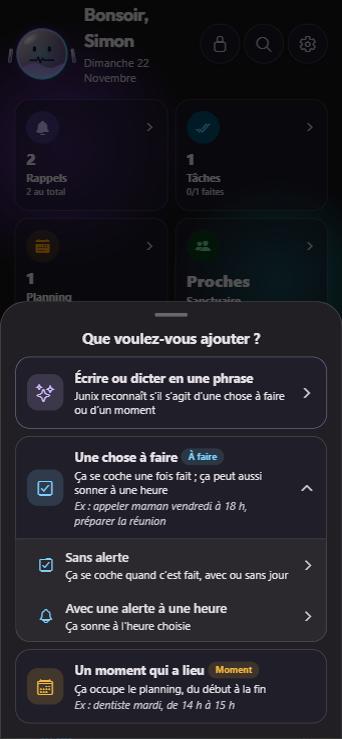 Bonsoir,
Simon
Dimanche 22
Novembre
2
Rappels
2 au total
1
Tâches
0/1 faites
1
Planning
Proches
Sanctuaire
Que voulez-vous ajouter ?
Écrire ou dicter en une phrase
Junix reconnaît s'il s'agit d'une chose à faire
ou d'un moment
Une chose à faire À faire
Ça se coche une fois fait ; ça peut aussi
sonner à une heure
Ex : appeler maman vendredi à 18 h,
préparer la réunion
Sans alerte
Ça se coche quand c'est fait, avec ou sans jour
Avec une alerte à une heure
Ça sonne à l'heure choisie
Un moment qui a lieu Moment
Ça occupe le planning, du début à la fin
Ex : dentiste mardi, de 14 h à 15 h